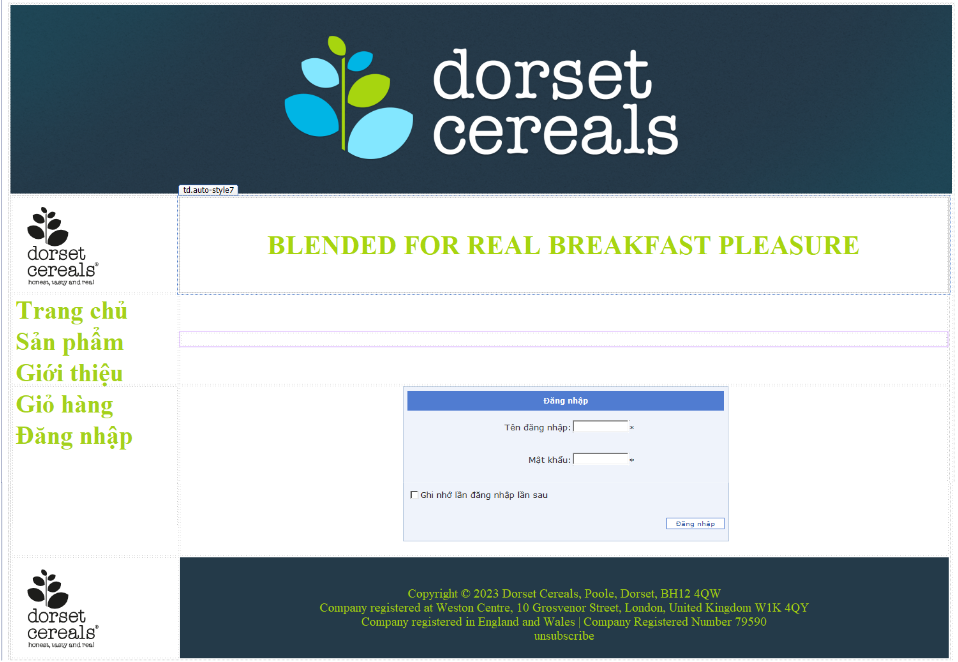 dorset
cereals
td.auto-style7
dorset
cereals®
honest, tasty and real
BLENDED FOR REAL BREAKFAST PLEASURE
Trang chủ
Sản phẩm
Giới thiệu
Giỏ hàng
Đăng nhập
Đăng nhập
Tên đăng nhập: *
Mật khẩu: *
Ghi nhớ lần đăng nhập lần sau
Đăng nhập
dorset
cereals®
honest, tasty and real
Copyright © 2023 Dorset Cereals, Poole, Dorset, BH12 4QW
Company registered at Weston Centre, 10 Grosvenor Street, London, United Kingdom W1K 4QY
Company registered in England and Wales | Company Registered Number 79590
unsubscribe